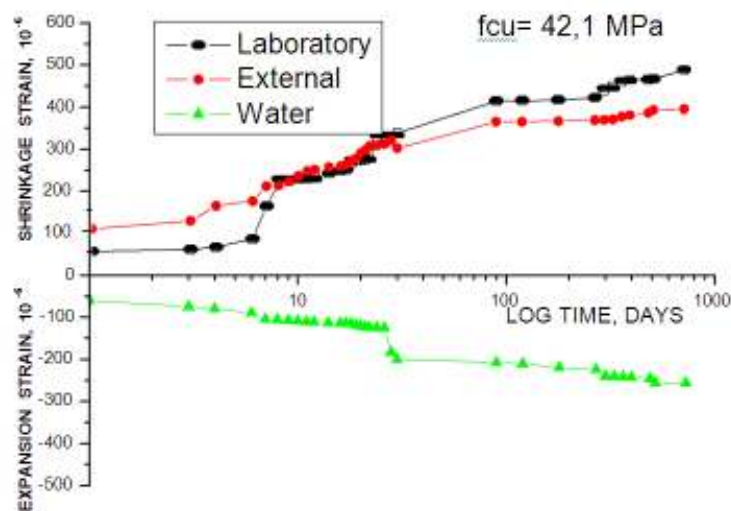 600
fcu= 42,1 MPa
Laboratory
500
External
400
Water
300
200
100
0
10
100
1000
LOG TIME, DAYS
-100
-200
-300
-400
-500
SHRINKAGE STRAIN, 10⁻⁶
EXPANSION STRAIN, 10⁻⁶